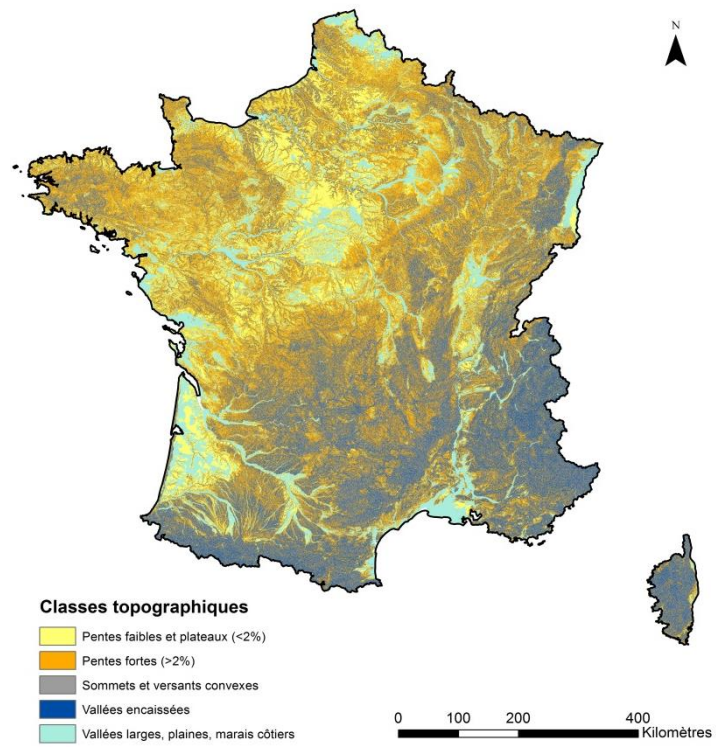 N
Classes topographiques
Pentes faibles et plateaux (<2%)
Pentes fortes (>2%)
Sommets et versants convexes
Vallées encaissées
Vallées larges, plaines, marais côtiers
0 100 200 400
Kilomètres